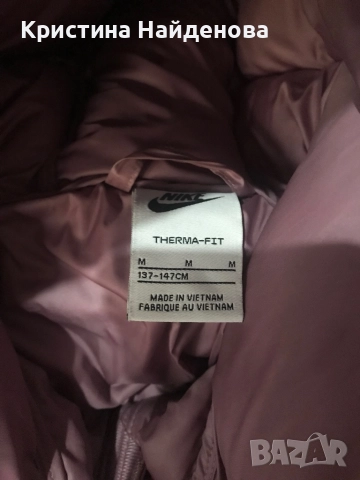 Кристина Найденова
NIKE
THERMA-FIT
M M M
137-147CM
MADE IN VIETNAM
FABRIQUE AU VIETNAM
BAZAR